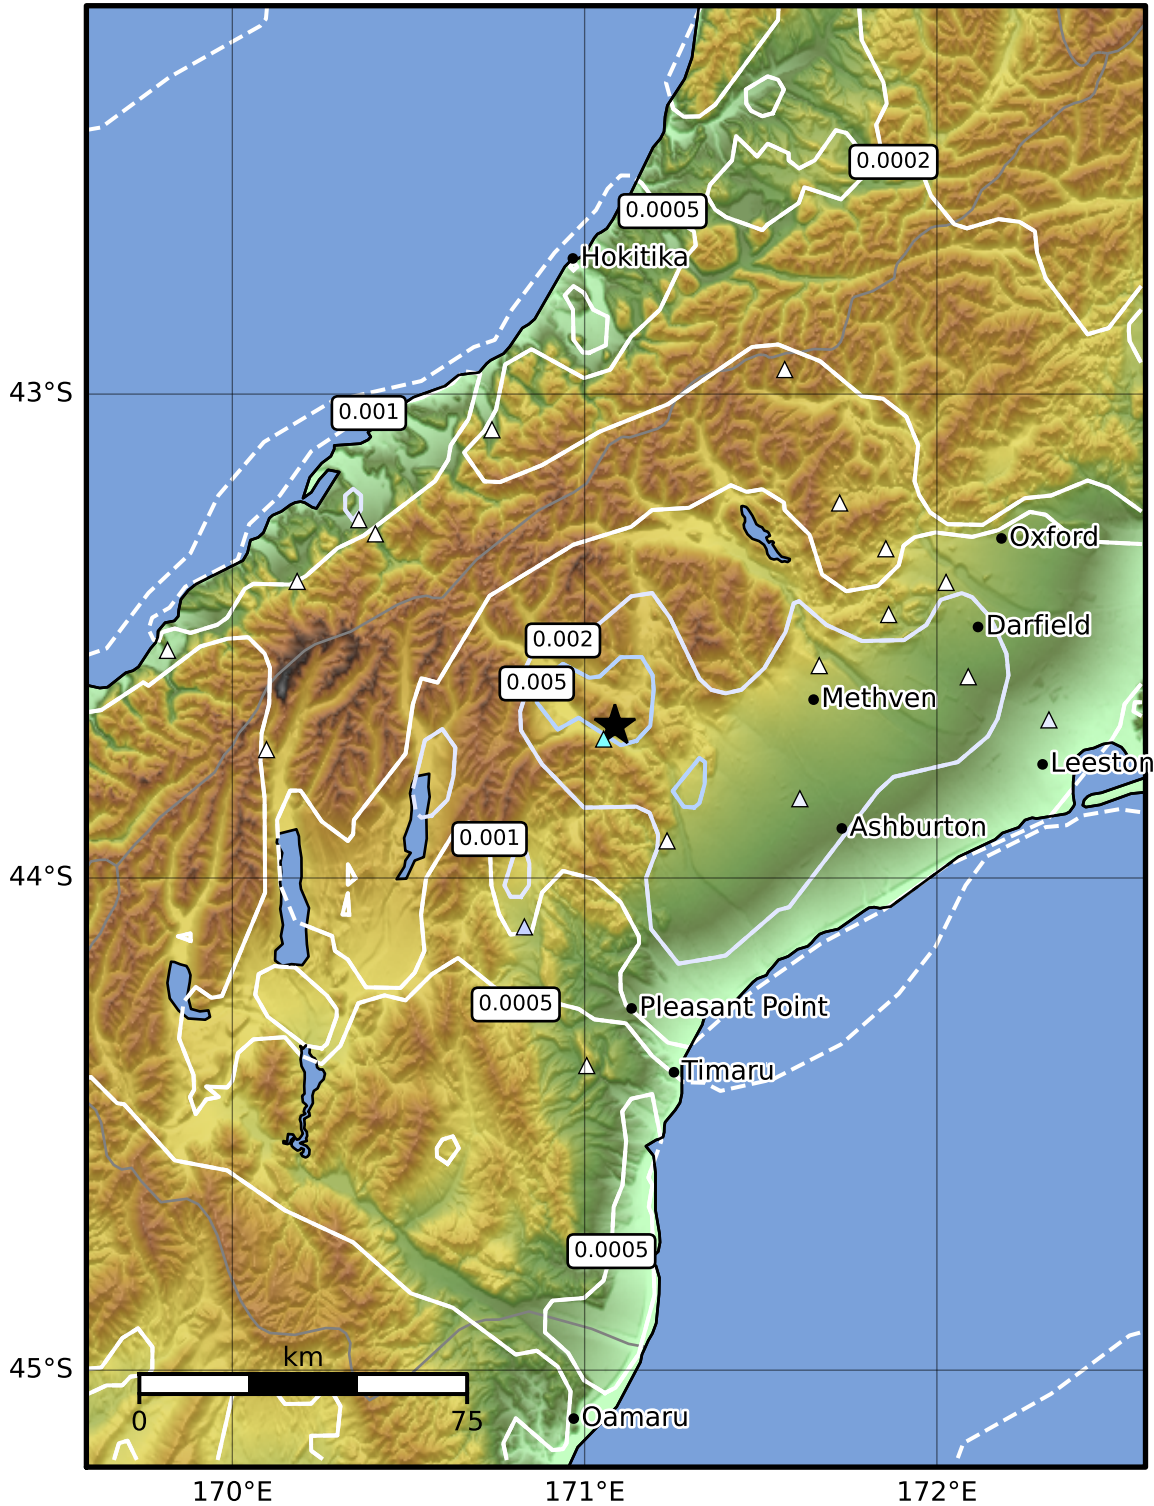 0.0002
0.0005
Hokitika
43°S
0.001
Oxford
Darfield
0.002
0.005
Methven
Leeston
Ashburton
0.001
44°S
0.0005
Pleasant Point
Timaru
0.0005
km
45°S
0
75
Oamaru
170°E
171°E
172°E